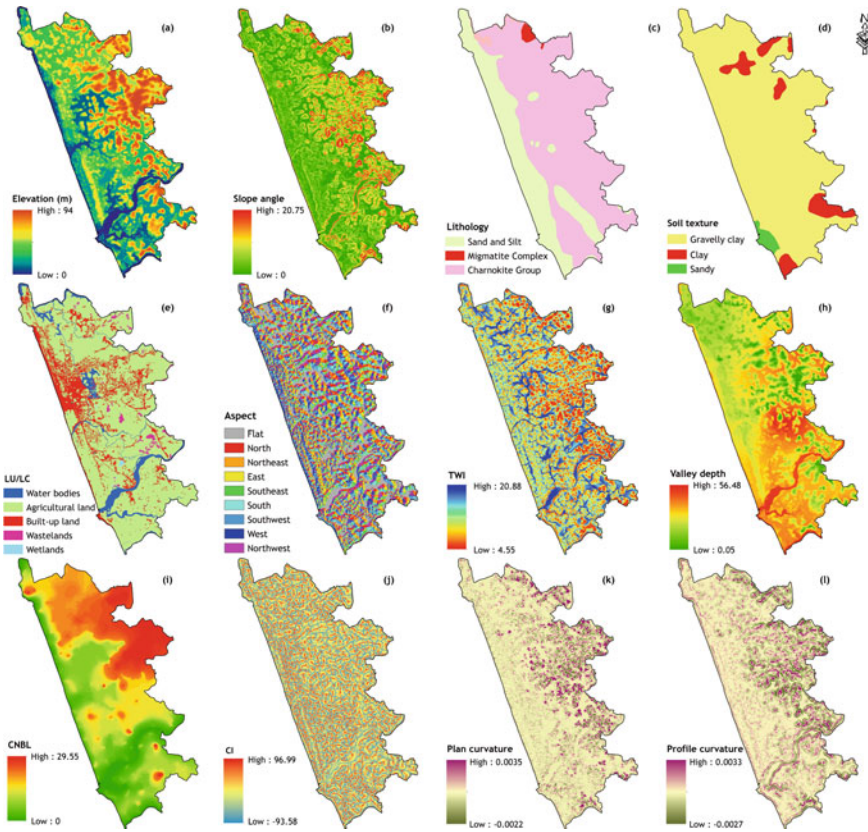 (a)
Elevation (m)
High : 94
Low : 0
(b)
Slope angle
High : 20.75
Low : 0
(c)
Lithology
Sand and Silt
Migmatite Complex
Charnokite Group
(d)
Soil texture
Gravelly clay
Clay
Sandy
(e)
LU/LC
Water bodies
Agricultural land
Built-up land
Wastelands
Wetlands
(f)
Aspect
Flat
North
Northeast
East
Southeast
South
Southwest
West
Northwest
(g)
TWI
High : 20.88
Low : 4.55
(h)
Valley depth
High : 56.48
Low : 0.05
(i)
CNBL
High : 29.55
Low : 0
(j)
CI
High : 96.99
Low : -93.58
(k)
Plan curvature
High : 0.0035
Low : -0.0022
(l)
Profile curvature
High : 0.0033
Low : -0.0027